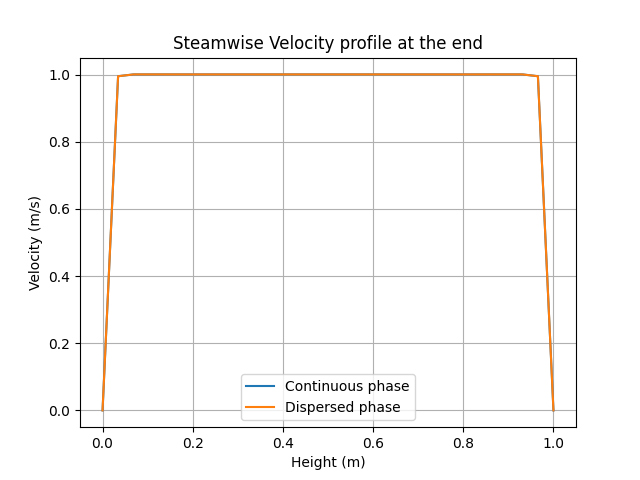 Steamwise Velocity profile at the end
1.0
0.8
0.6
0.4
0.2
0.0
Velocity (m/s)
Continuous phase
Dispersed phase
0.0 0.2 0.4 0.6 0.8 1.0
Height (m)